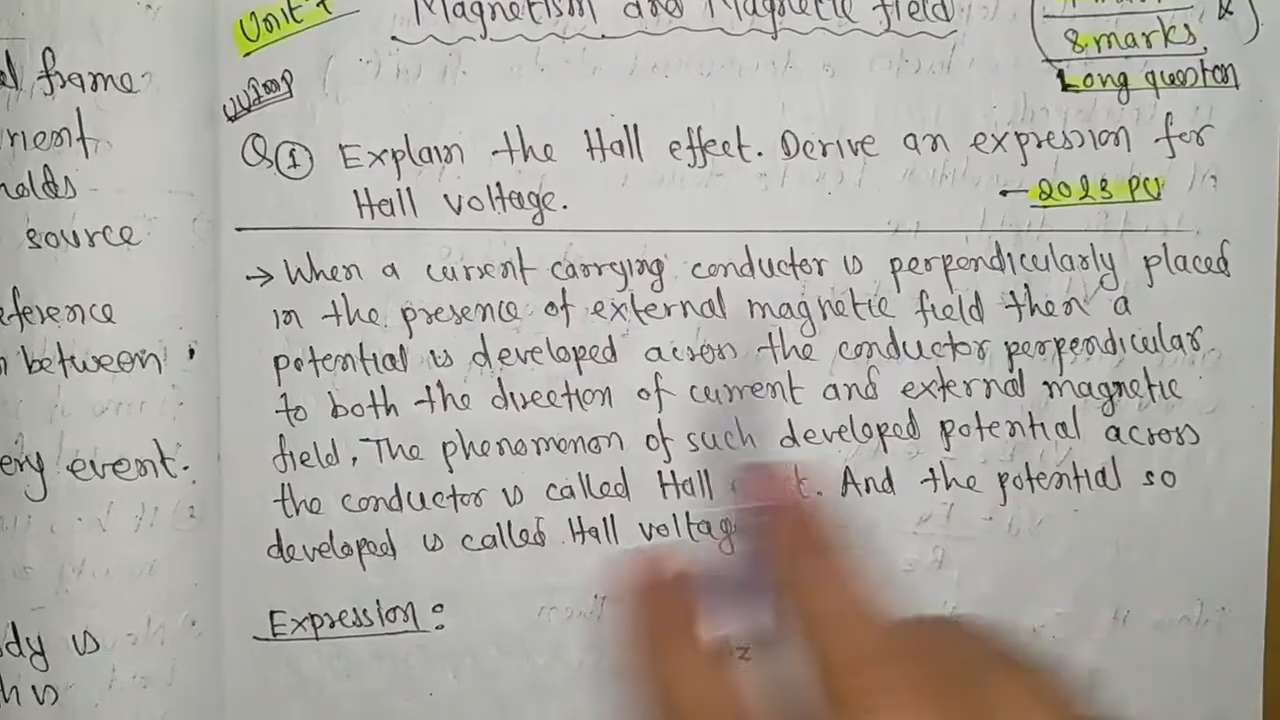 Unit
Magnetism and Magnetic field
8 marks
Long queston
VVImp
Q ① Explain the Hall effect. Derive an expression for
Hall voltage.
← 2023 PU
→ When a current carrying conductor is perpendicularly placed
in the presence of external magnetic field then a
potential is developed across the conductor perpendicular
to both the direction of current and external magnetic
field. The phenomenon of such developed potential across
the conductor is called Hall . And the potential so
developed is called Hall voltag
Expression :
frame
source
between
ery event.
dy is
h is
z